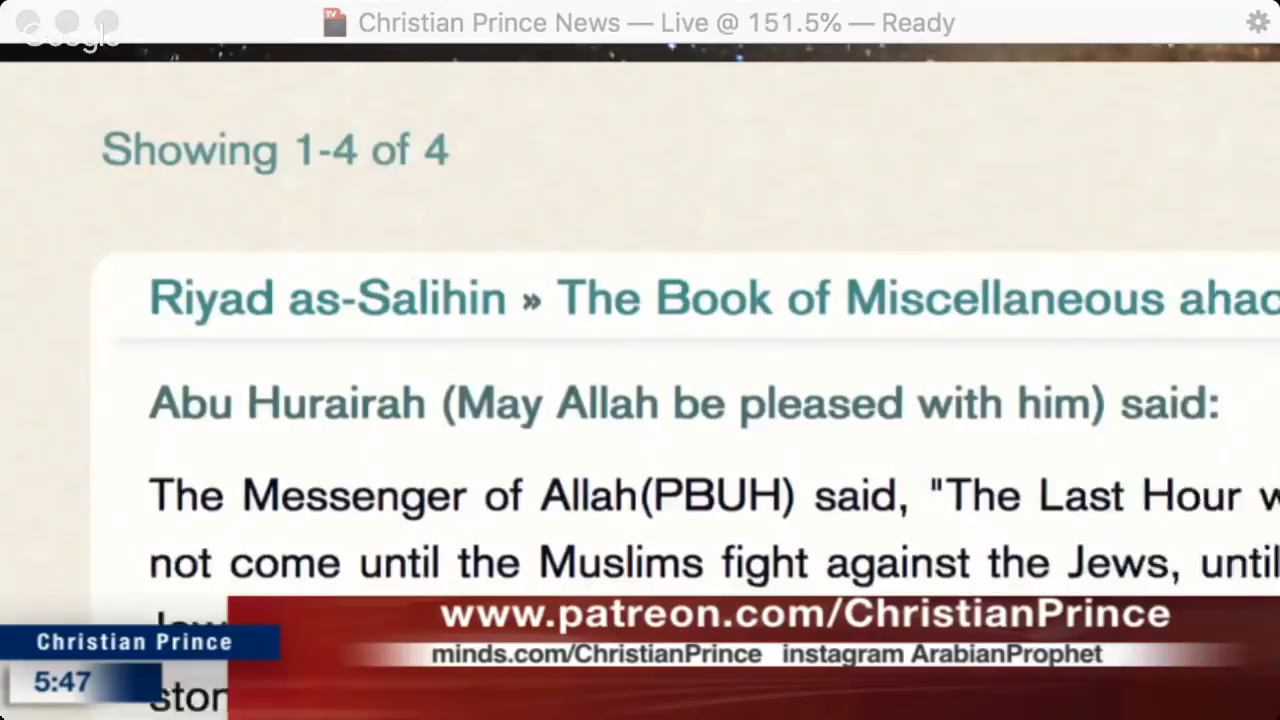 Christian Prince News — Live @ 151.5% — Ready
Google
Showing 1-4 of 4
Riyad as-Salihin » The Book of Miscellaneous
Abu Hurairah (May Allah be pleased with him) said:
The Messenger of Allah(PBUH) said, "The Last Hour
not come until the Muslims fight against the Jews, until
www.patreon.com/ChristianPrince
Christian Prince
minds.com/ChristianPrince instagram ArabianProphet
5:47